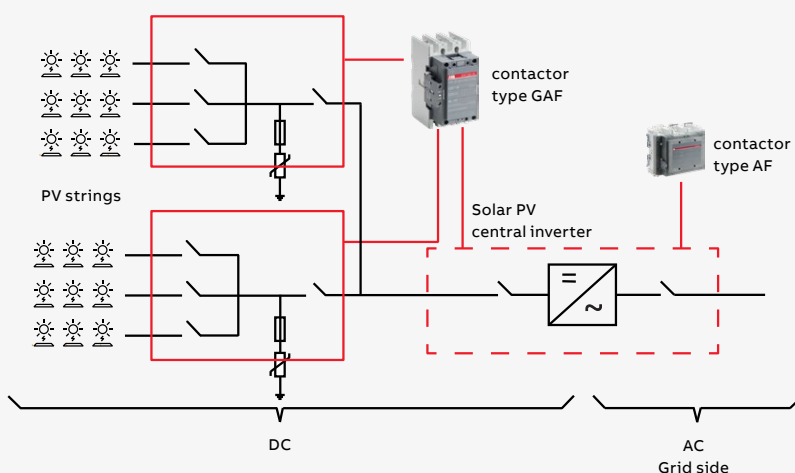 contactor
type GAF
contactor
type AF
PV strings
Solar PV
central inverter
DC
AC
Grid side